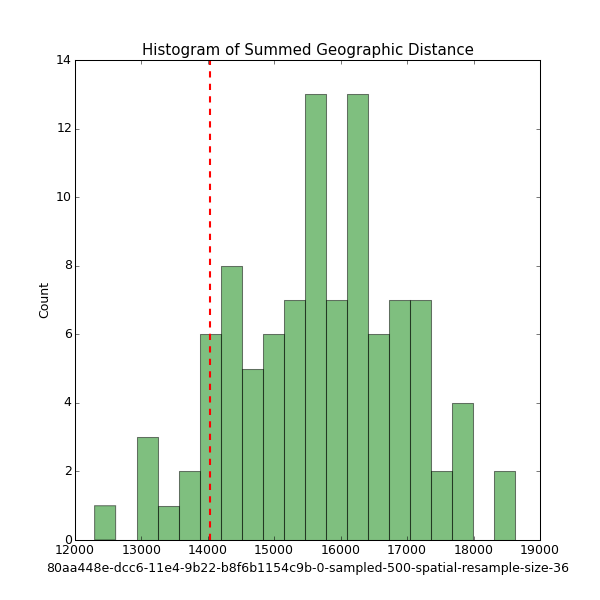 Histogram of Summed Geographic Distance
14
12
10
8
6
4
2
0
Count
12000 13000 14000 15000 16000 17000 18000 19000
80aa448e-dcc6-11e4-9b22-b8f6b1154c9b-0-sampled-500-spatial-resample-size-36